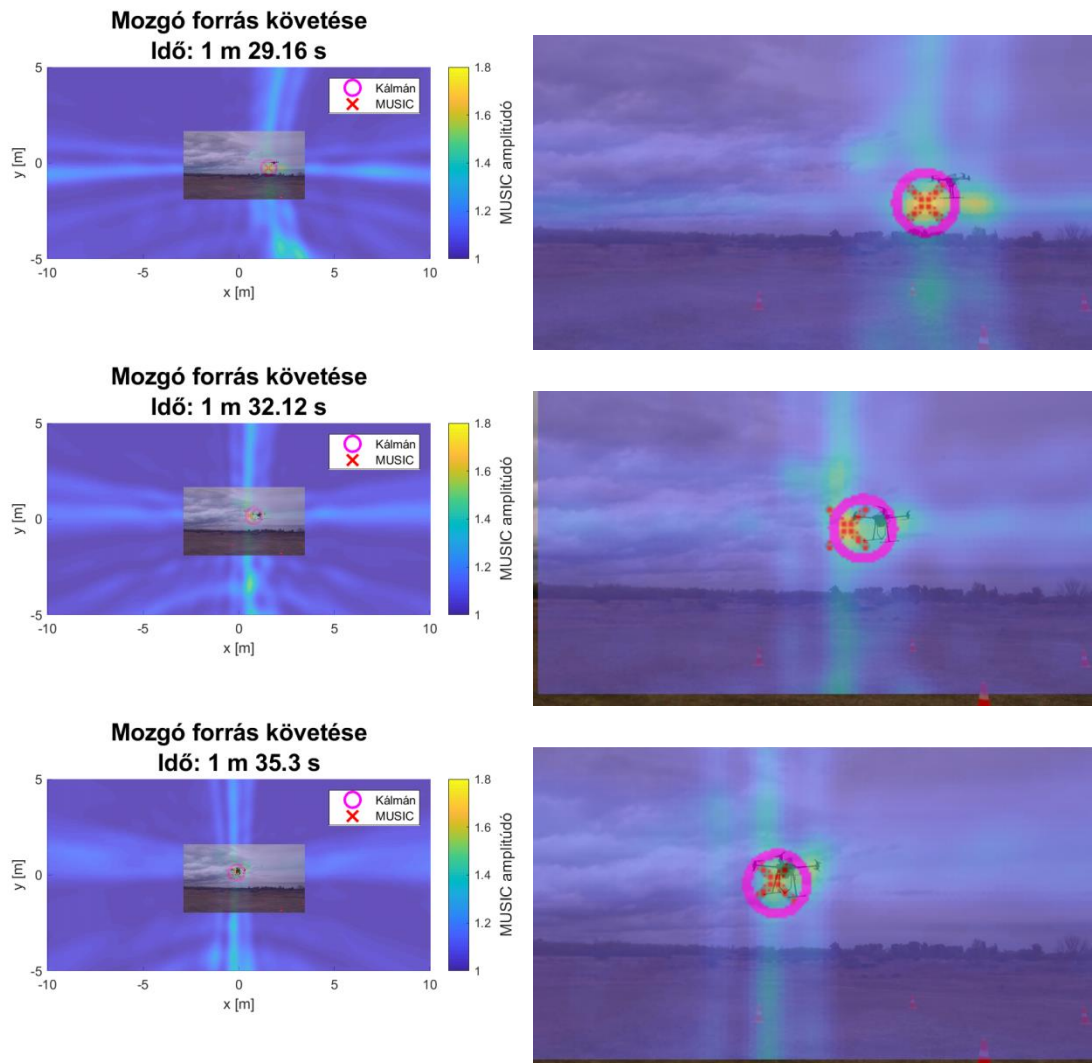 Mozgó forrás követése
Idő: 1 m 29.16 s
5
0
-5
y [m]
-10
-5
0
5
10
x [m]
Kálmán
MUSIC
1.8
1.6
1.4
1.2
1
MUSIC amplitúdó
Mozgó forrás követése
Idő: 1 m 32.12 s
5
0
-5
y [m]
-10
-5
0
5
10
x [m]
Kálmán
MUSIC
1.8
1.6
1.4
1.2
1
MUSIC amplitúdó
Mozgó forrás követése
Idő: 1 m 35.3 s
5
0
-5
y [m]
-10
-5
0
5
10
x [m]
Kálmán
MUSIC
1.8
1.6
1.4
1.2
1
MUSIC amplitúdó